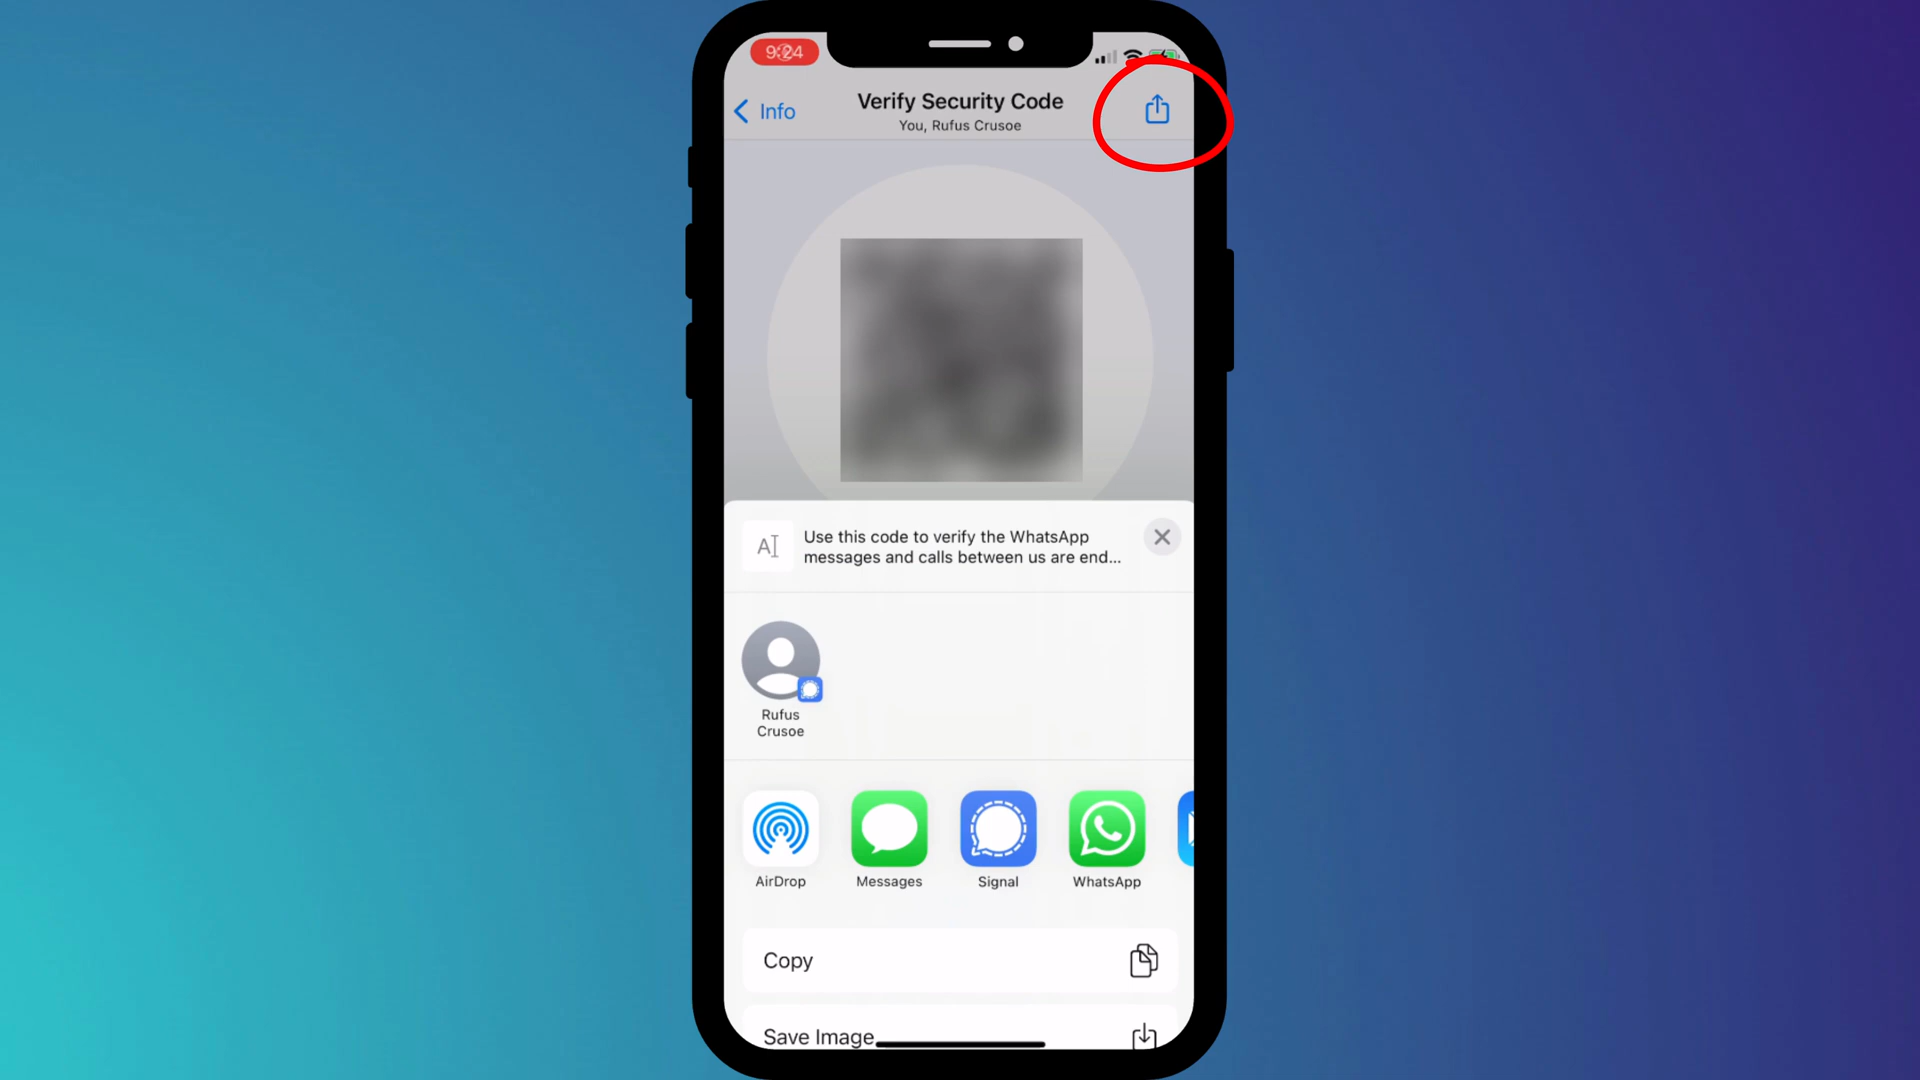 9:24
Info
Verify Security Code
You, Rufus Crusoe
Use this code to verify the WhatsApp
messages and calls between us are end...
Rufus
Crusoe
AirDrop
Messages
Signal
WhatsApp
Copy
Save Image